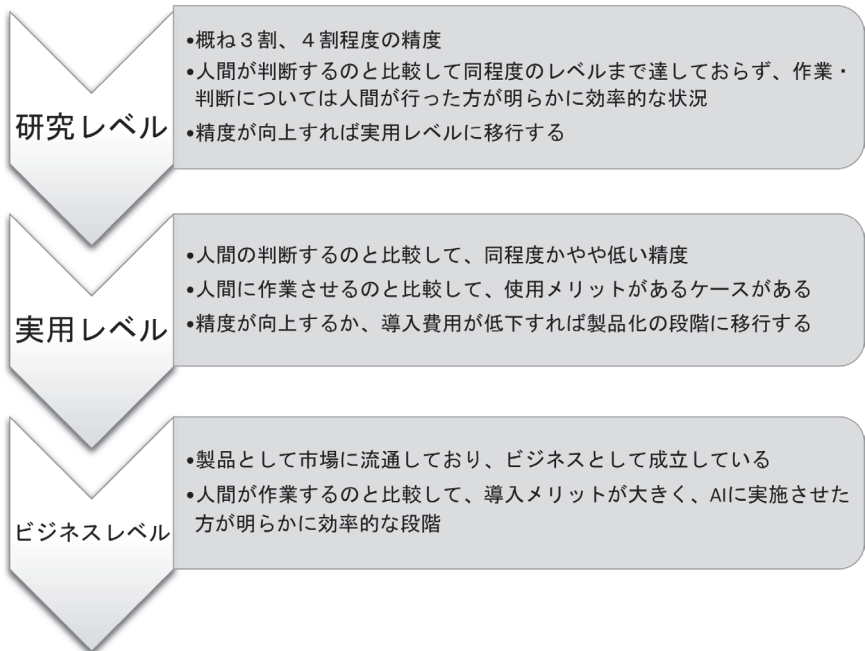 研究レベル
•概ね３割、４割程度の精度
•人間が判断するのと比較して同程度のレベルまで達しておらず、作業・
判断については人間が行った方が明らかに効率的な状況
•精度が向上すれば実用レベルに移行する
実用レベル
•人間の判断するのと比較して、同程度かやや低い精度
•人間に作業させるのと比較して、使用メリットがあるケースがある
•精度が向上するか、導入費用が低下すれば製品化の段階に移行する
ビジネスレベル
•製品として市場に流通しており、ビジネスとして成立している
•人間が作業するのと比較して、導入メリットが大きく、AIに実施させた
方が明らかに効率的な段階